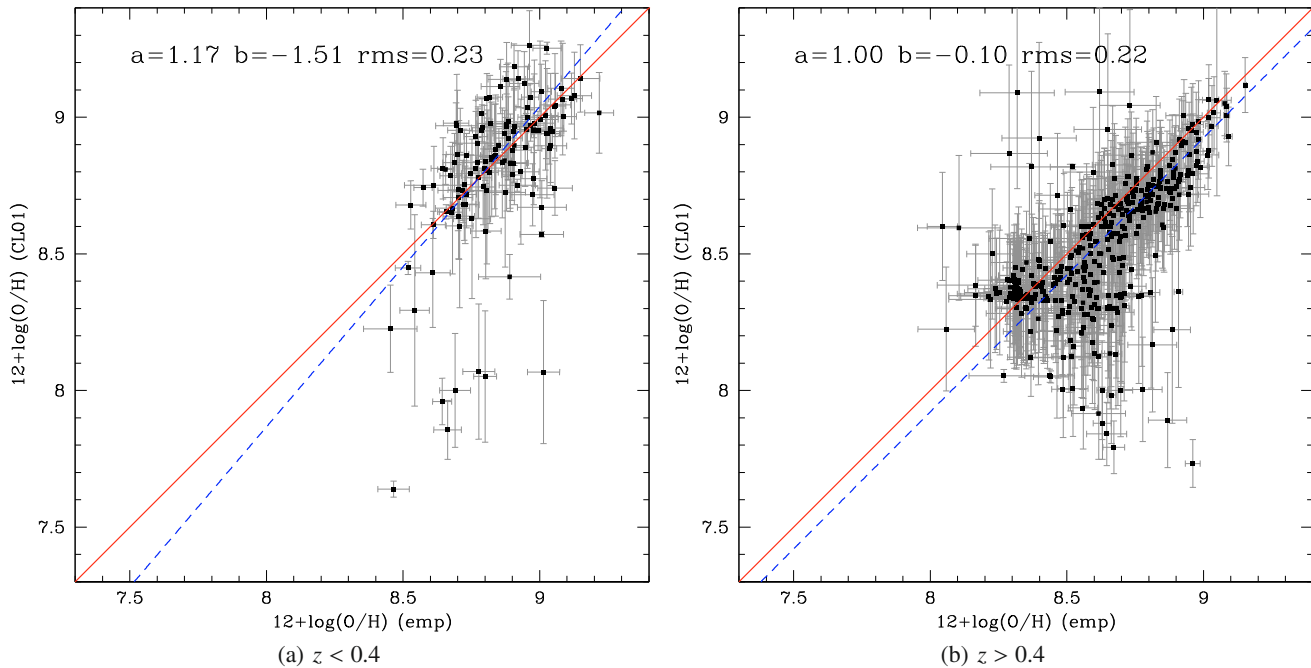 a=1.17 b=−1.51 rms=0.23
12+log(O/H) (CL01)
9
8.5
8
7.5
7.5 8 8.5 9
12+log(O/H) (emp)
(a) z < 0.4
a=1.00 b=−0.10 rms=0.22
12+log(O/H) (CL01)
9
8.5
8
7.5
7.5 8 8.5 9
12+log(O/H) (emp)
(b) z > 0.4